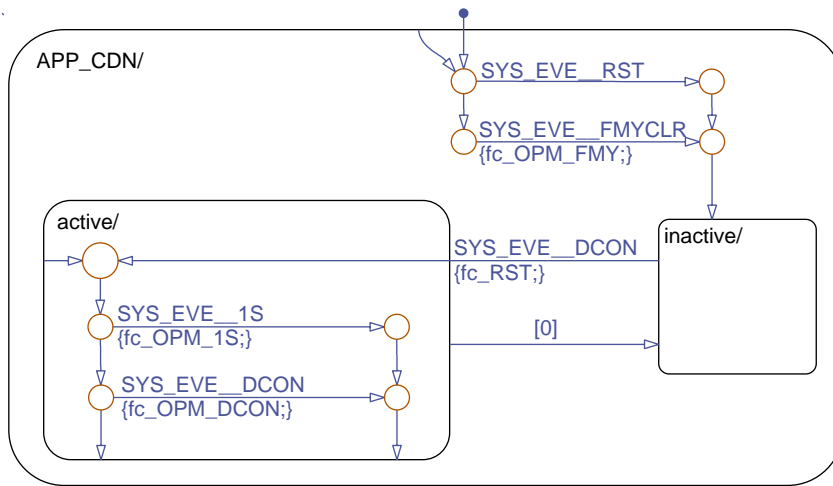 APP_CDN/
SYS_EVE__RST
SYS_EVE__FMYCLR
{fc_OPM_FMY;}
active/
inactive/
SYS_EVE__DCON
{fc_RST;}
SYS_EVE__1S
{fc_OPM_1S;}
[0]
SYS_EVE__DCON
{fc_OPM_DCON;}